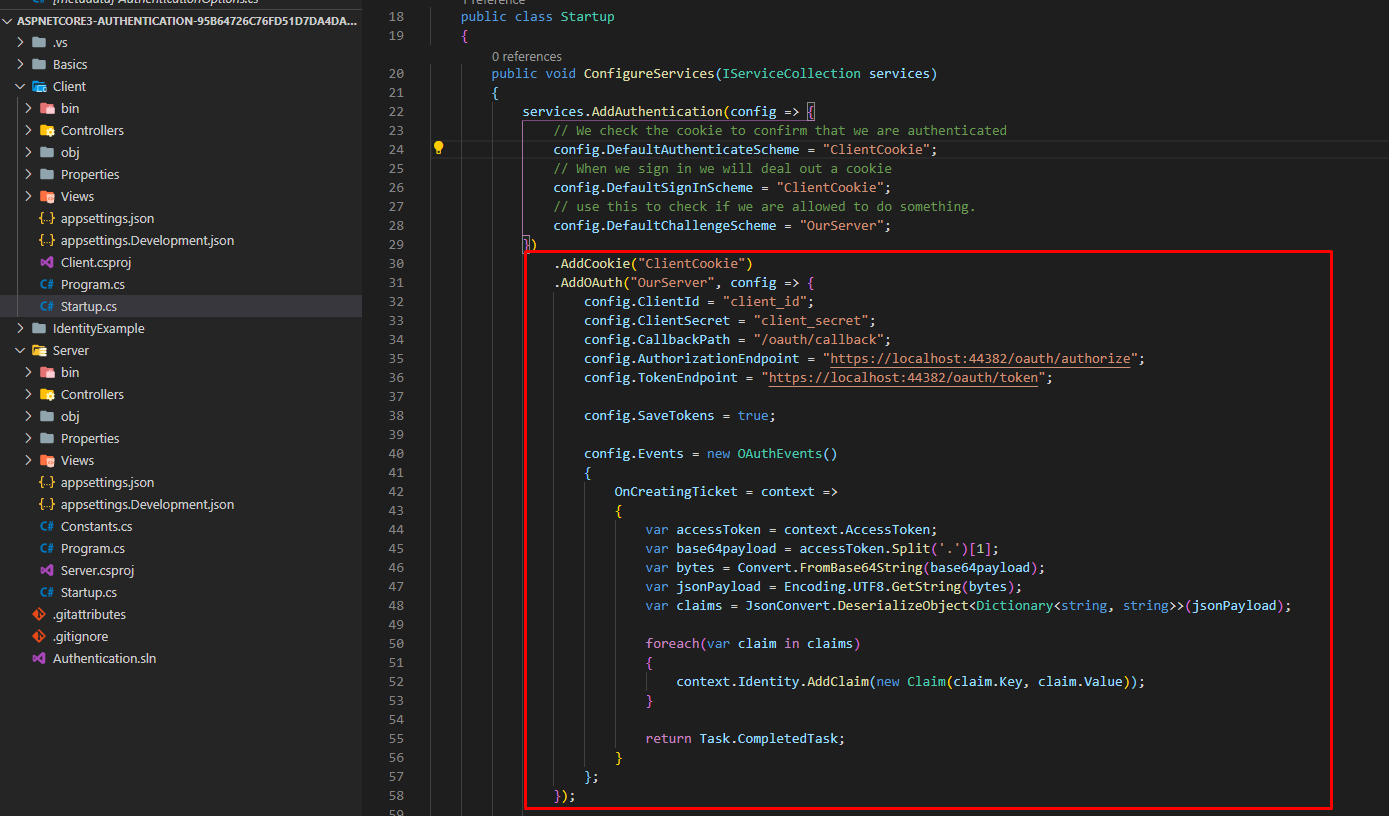 [metadata] AuthenticationOptions.cs
ASPNETCORE3-AUTHENTICATION-95B64726C76FD51D7DA4DA...
.vs
Basics
Client
bin
Controllers
obj
Properties
Views
appsettings.json
appsettings.Development.json
Client.csproj
Program.cs
Startup.cs
IdentityExample
Server
bin
Controllers
obj
Properties
Views
appsettings.json
appsettings.Development.json
Constants.cs
Program.cs
Server.csproj
Startup.cs
.gitattributes
.gitignore
Authentication.sln
1 reference
18 public class Startup
19 {
0 references
20 public void ConfigureServices(IServiceCollection services)
21 {
22 services.AddAuthentication(config => {
23 // We check the cookie to confirm that we are authenticated
24 config.DefaultAuthenticateScheme = "ClientCookie";
25 // When we sign in we will deal out a cookie
26 config.DefaultSignInScheme = "ClientCookie";
27 // use this to check if we are allowed to do something.
28 config.DefaultChallengeScheme = "OurServer";
29 })
30 .AddCookie("ClientCookie")
31 .AddOAuth("OurServer", config => {
32 config.ClientId = "client_id";
33 config.ClientSecret = "client_secret";
34 config.CallbackPath = "/oauth/callback";
35 config.AuthorizationEndpoint = "https://localhost:44382/oauth/authorize";
36 config.TokenEndpoint = "https://localhost:44382/oauth/token";
37
38 config.SaveTokens = true;
39
40 config.Events = new OAuthEvents()
41 {
42 OnCreatingTicket = context =>
43 {
44 var accessToken = context.AccessToken;
45 var base64payload = accessToken.Split('.')[1];
46 var bytes = Convert.FromBase64String(base64payload);
47 var jsonPayload = Encoding.UTF8.GetString(bytes);
48 var claims = JsonConvert.DeserializeObject<Dictionary<string, string>>(jsonPayload);
49
50 foreach(var claim in claims)
51 {
52 context.Identity.AddClaim(new Claim(claim.Key, claim.Value));
53 }
54
55 return Task.CompletedTask;
56 }
57 };
58 });
59